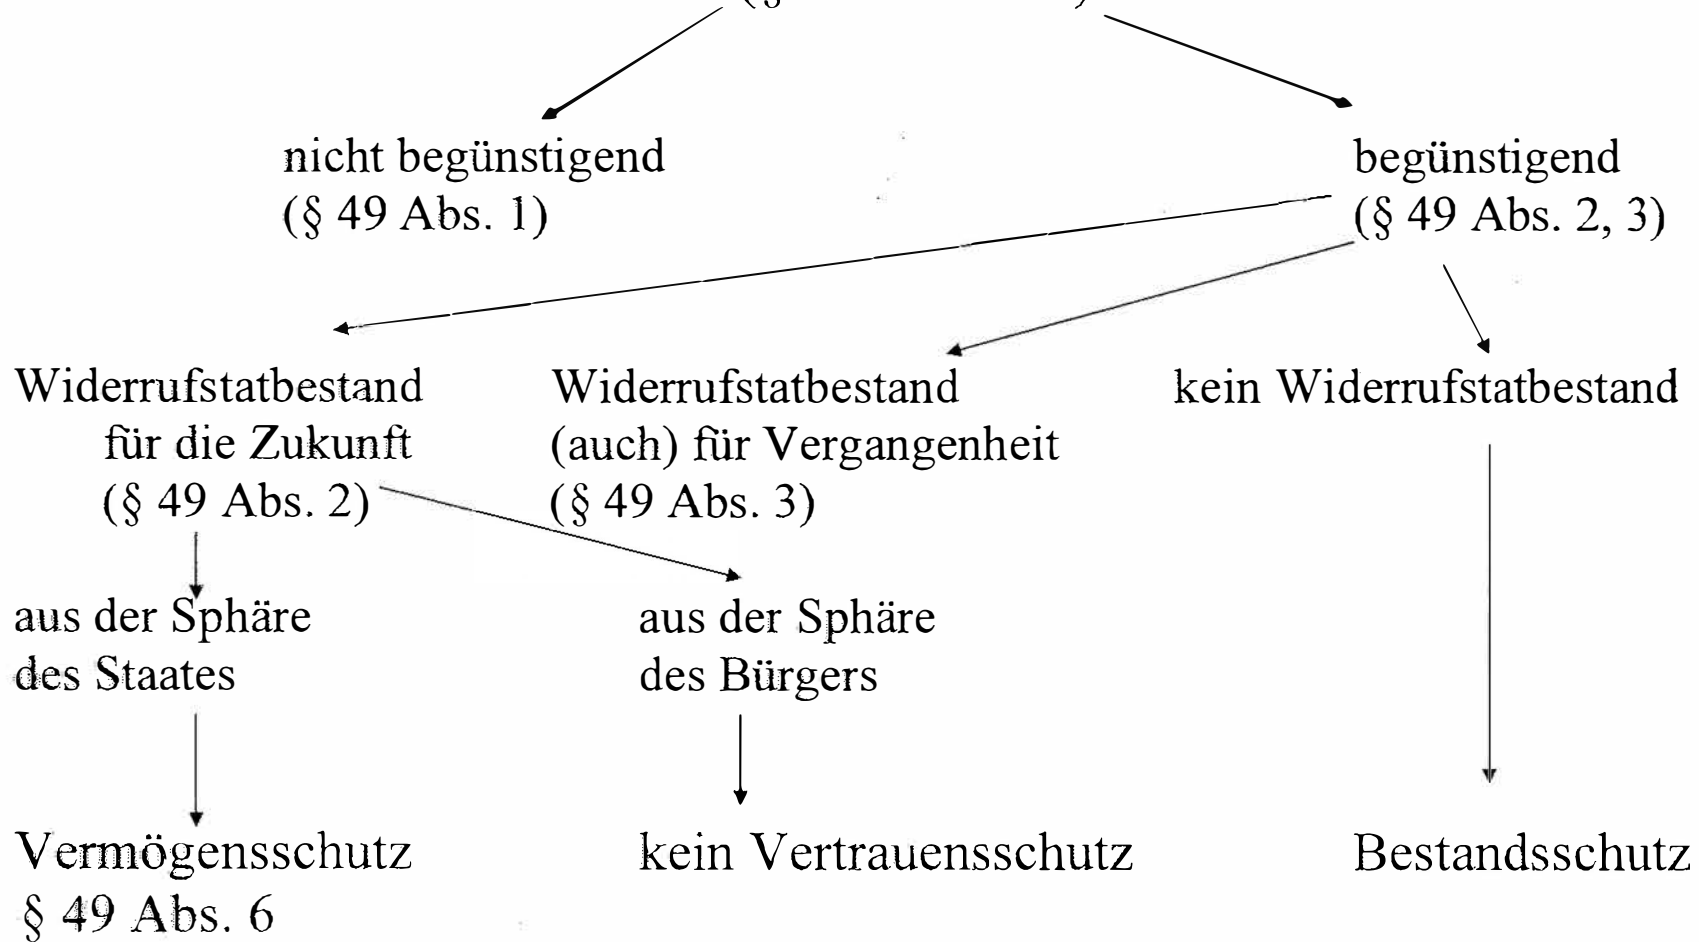 (§
nicht begünstigend
(§ 49 Abs. 1)
begünstigend
(§ 49 Abs. 2, 3)
Widerrufstatbestand
für die Zukunft
(§ 49 Abs. 2)
Widerrufstatbestand
(auch) für Vergangenheit
(§ 49 Abs. 3)
kein Widerrufstatbestand
aus der Sphäre
des Staates
aus der Sphäre
des Bürgers
Vermögensschutz
§ 49 Abs. 6
kein Vertrauensschutz
Bestandsschutz